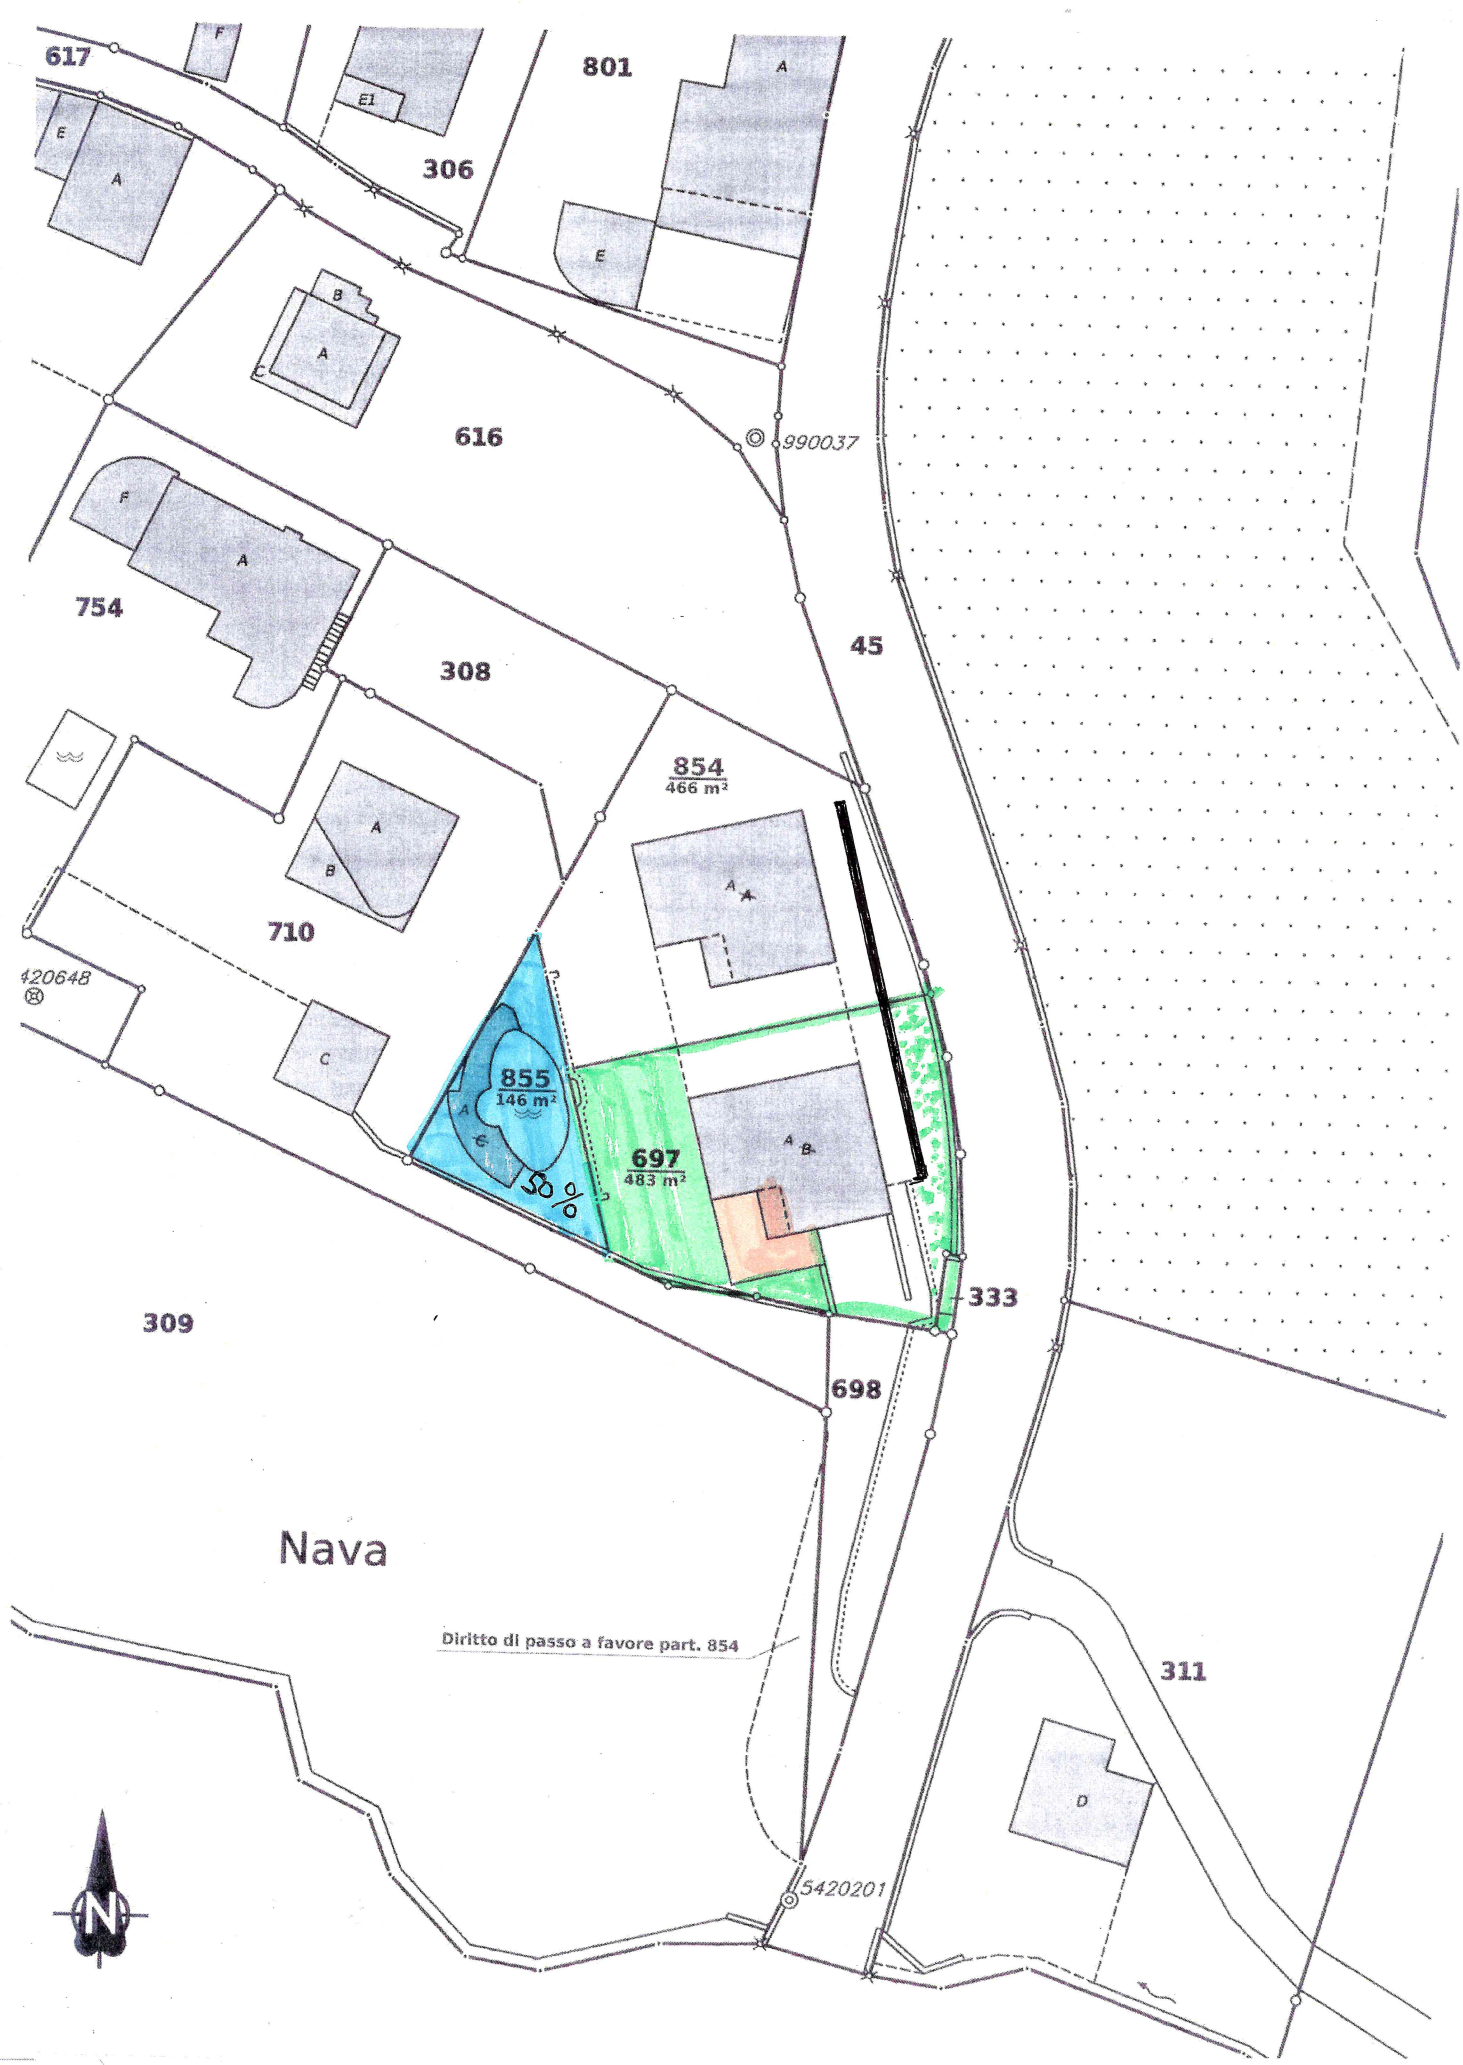 617
F
801
A
E1
E
A
306
E
B
A
C
616
990037
F
A
754
45
308
854
466 m²
A
B
A A
710
420648
C
855
146 m²
A
C
50%
697
483 m²
A B
333
309
698
Nava
Diritto di passo a favore part. 854
311
D
5420201
N